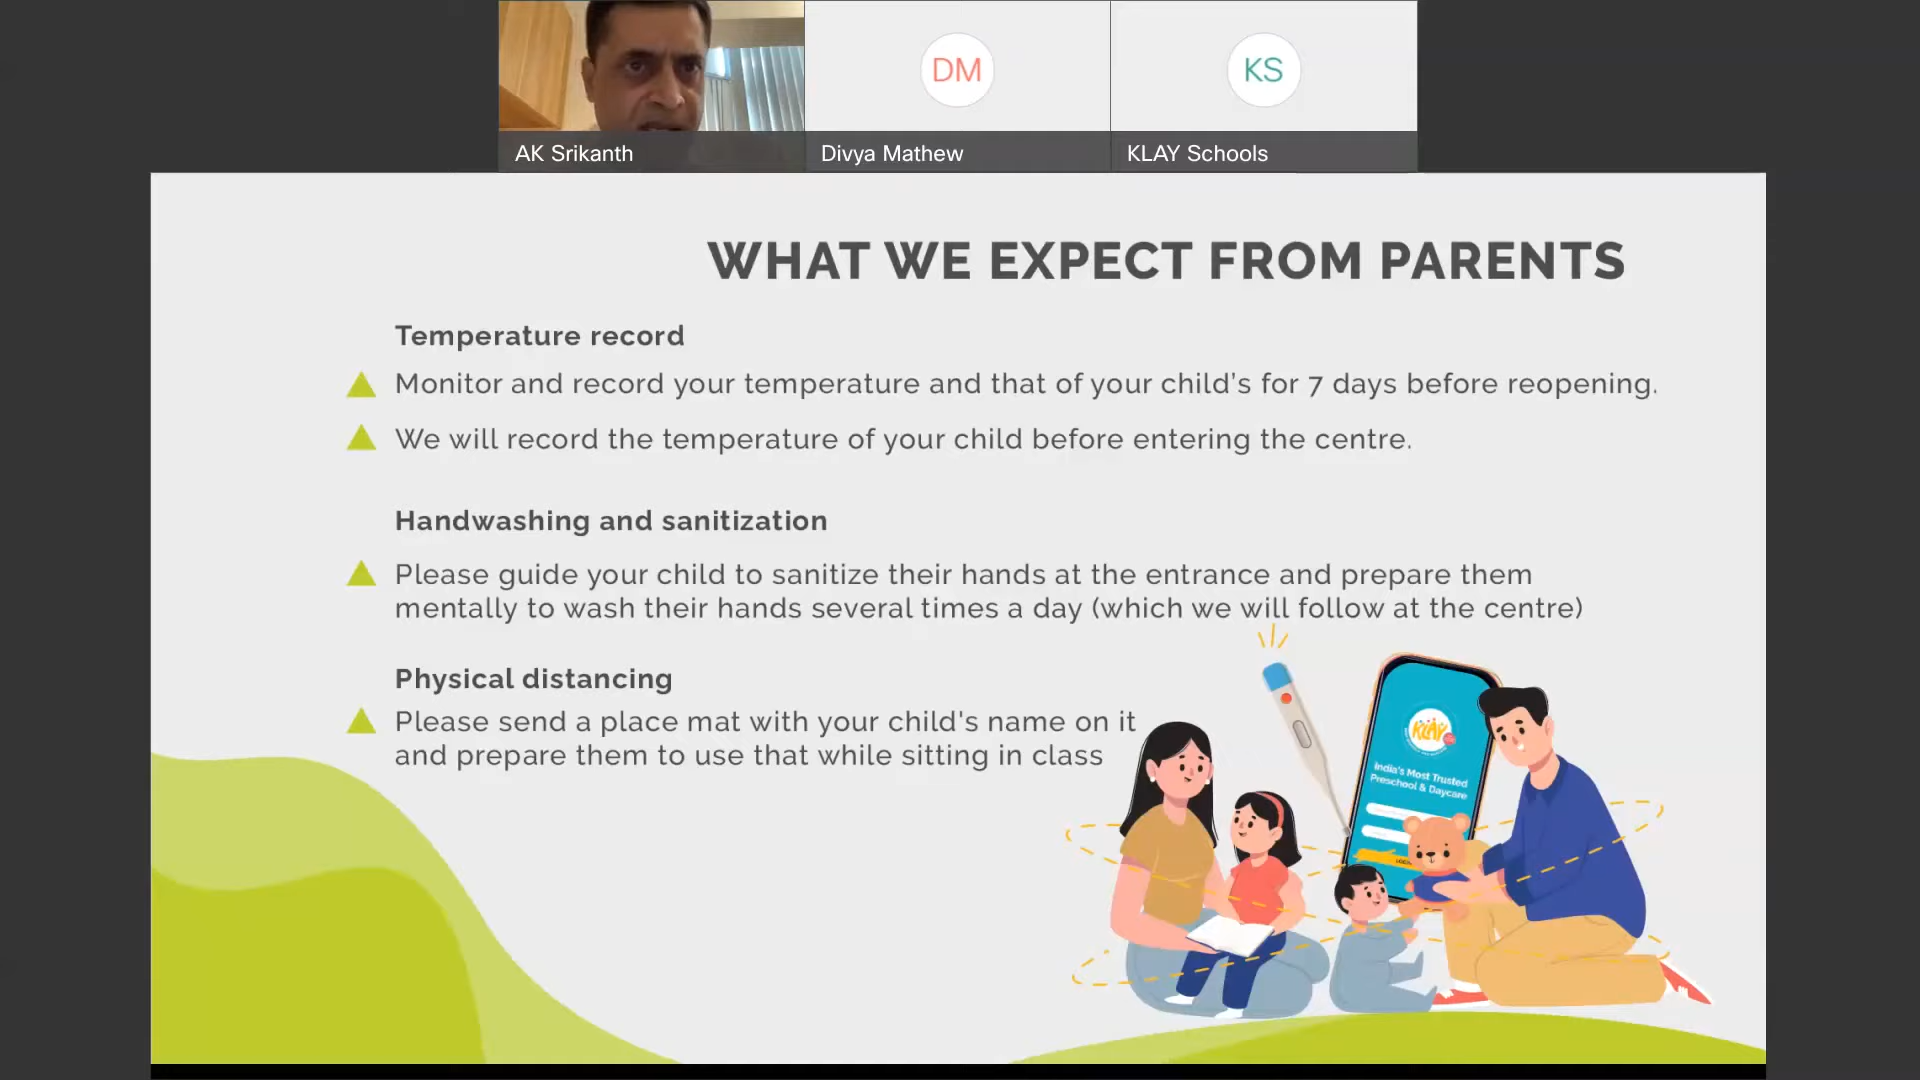 DM
KS
AK Srikanth
Divya Mathew
KLAY Schools
WHAT WE EXPECT FROM PARENTS
Temperature record
Monitor and record your temperature and that of your child's for 7 days before reopening.
We will record the temperature of your child before entering the centre.
Handwashing and sanitization
Please guide your child to sanitize their hands at the entrance and prepare them
mentally to wash their hands several times a day (which we will follow at the centre)
Physical distancing
Please send a place mat with your child's name on it
and prepare them to use that while sitting in class
KLAY
India's Most Trusted
Preschool & Daycare